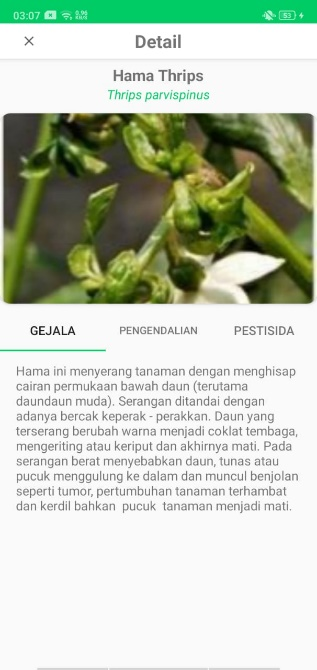 03:07 0.96 KB/S 53
Detail
Hama Thrips
Thrips parvispinus
GEJALA PENGENDALIAN PESTISIDA
Hama ini menyerang tanaman dengan menghisap
cairan permukaan bawah daun (terutama
daundaun muda). Serangan ditandai dengan
adanya bercak keperak - perakkan. Daun yang
terserang berubah warna menjadi coklat tembaga,
mengeriting atau keriput dan akhirnya mati. Pada
serangan berat menyebabkan daun, tunas atau
pucuk menggulung ke dalam dan muncul benjolan
seperti tumor, pertumbuhan tanaman terhambat
dan kerdil bahkan  pucuk  tanaman menjadi mati.